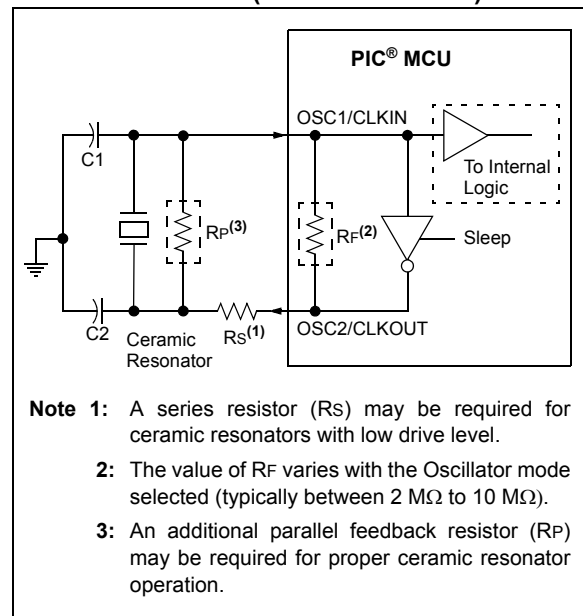 PIC® MCU
OSC1/CLKIN
C1
To Internal
Logic
RP(3)
RF(2)
Sleep
C2
Ceramic
Resonator
RS(1)
OSC2/CLKOUT
Note 1: A series resistor (RS) may be required for
ceramic resonators with low drive level.
2: The value of RF varies with the Oscillator mode
selected (typically between 2 MΩ to 10 MΩ).
3: An additional parallel feedback resistor (RP)
may be required for proper ceramic resonator
operation.